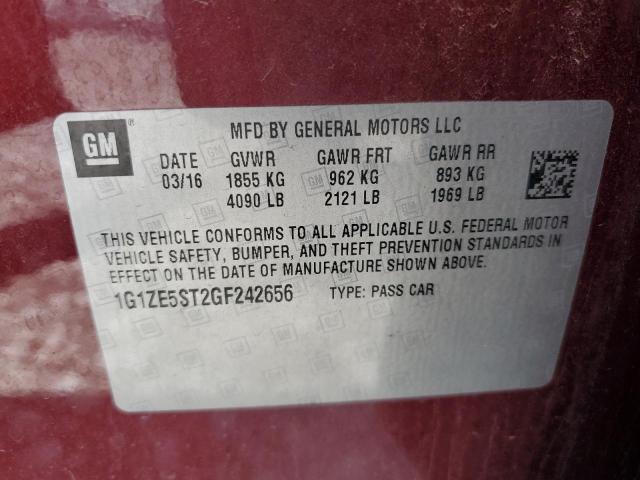 GM ® MFD BY GENERAL MOTORS LLC
DATE GVWR GAWR FRT GAWR RR
03/16 1855 KG 962 KG 893 KG
4090 LB 2121 LB 1969 LB
THIS VEHICLE CONFORMS TO ALL APPLICABLE U.S. FEDERAL MOTOR
VEHICLE SAFETY, BUMPER, AND THEFT PREVENTION STANDARDS IN
EFFECT ON THE DATE OF MANUFACTURE SHOWN ABOVE.
1G1ZE5ST2GF242656 TYPE: PASS CAR